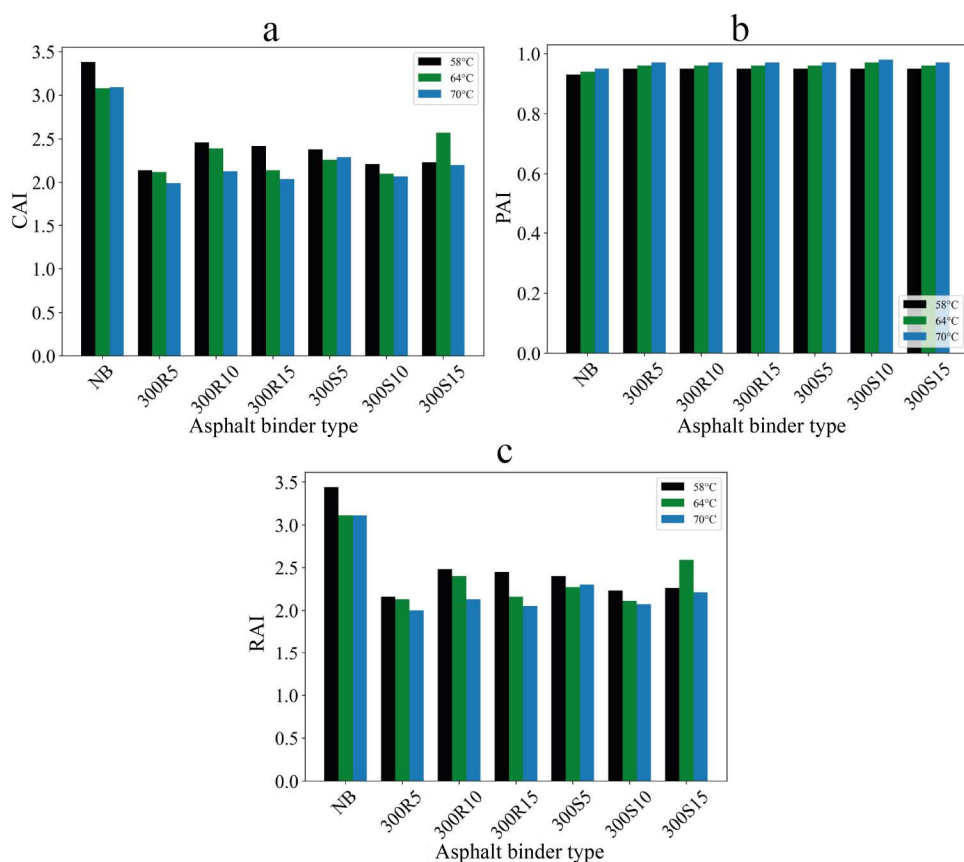 a
3.5
3.0
2.5
2.0
1.5
1.0
0.5
0.0
CAI
58°C
64°C
70°C
NB
300R5
300R10
300R15
300S5
300S10
300S15
Asphalt binder type
b
1.0
0.8
0.6
0.4
0.2
0.0
PAI
58°C
64°C
70°C
NB
300R5
300R10
300R15
300S5
300S10
300S15
Asphalt binder type
c
3.5
3.0
2.5
2.0
1.5
1.0
0.5
0.0
RAI
58°C
64°C
70°C
NB
300R5
300R10
300R15
300S5
300S10
300S15
Asphalt binder type